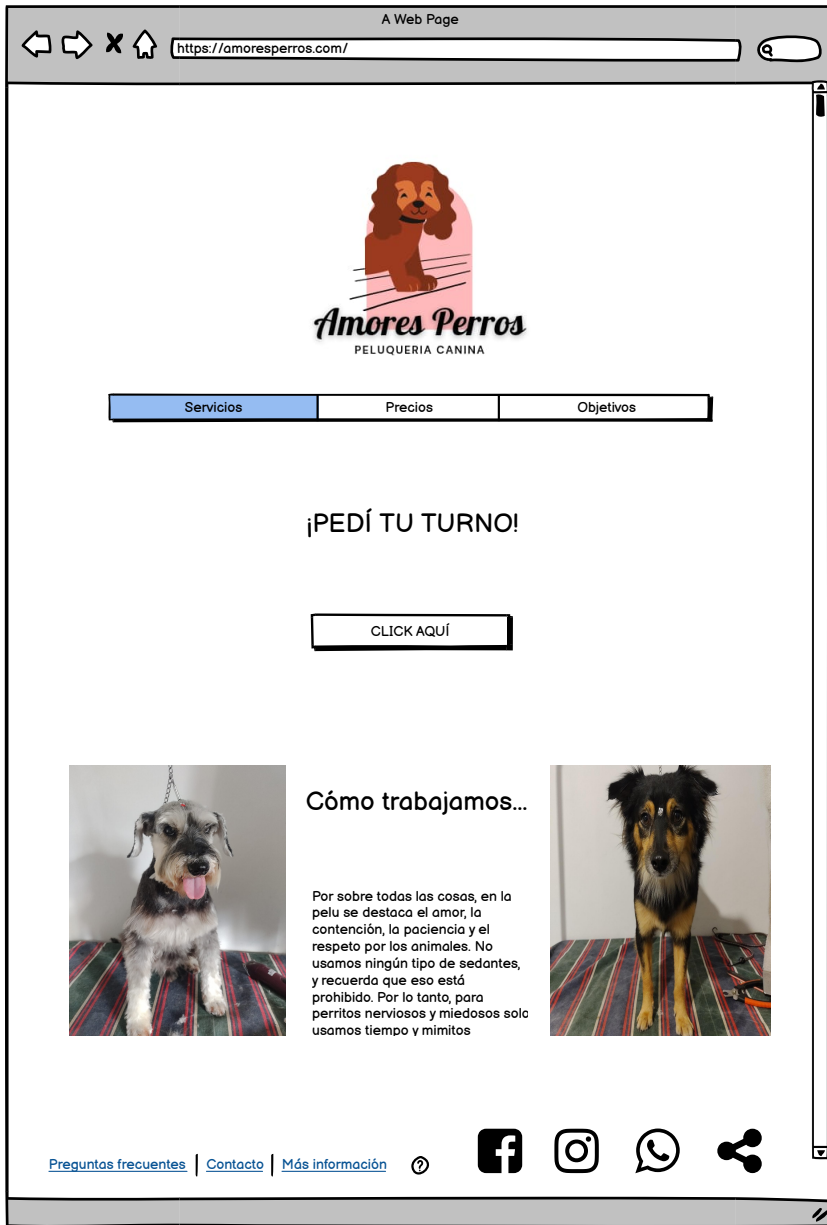 A Web Page
https://amoresperros.com/
Amores Perros
PELUQUERIA CANINA
Servicios
Precios
Objetivos
¡PEDÍ TU TURNO!
CLICK AQUÍ
Cómo trabajamos...
Por sobre todas las cosas, en la
pelu se destaca el amor, la
contención, la paciencia y el
respeto por los animales. No
usamos ningún tipo de sedantes,
y recuerda que eso está
prohibido. Por lo tanto, para
perritos nerviosos y miedosos solo
usamos tiempo y mimitos
Preguntas frecuentes
Contacto
Más información
?